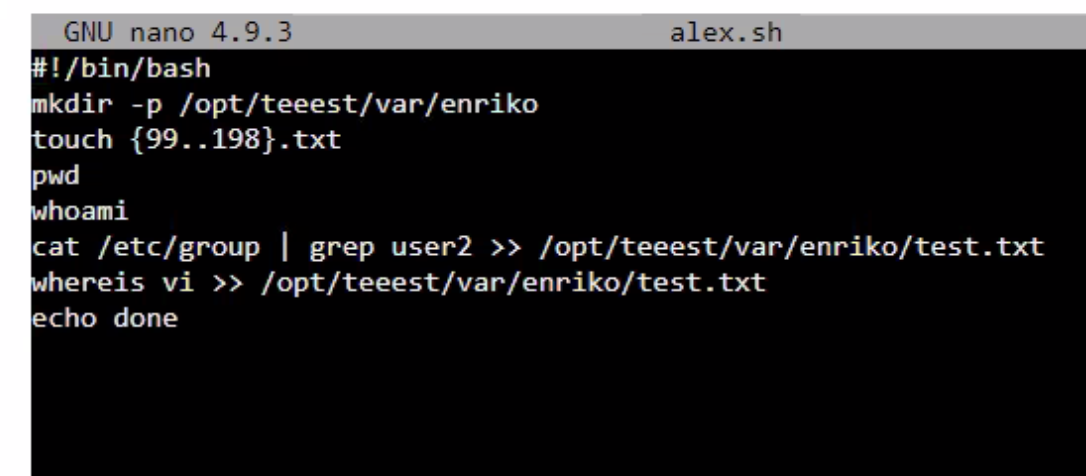 GNU nano 4.9.3 alex.sh
#!/bin/bash
mkdir -p /opt/teeest/var/enriko
touch {99..198}.txt
pwd
whoami
cat /etc/group | grep user2 >> /opt/teeest/var/enriko/test.txt
whereis vi >> /opt/teeest/var/enriko/test.txt
echo done